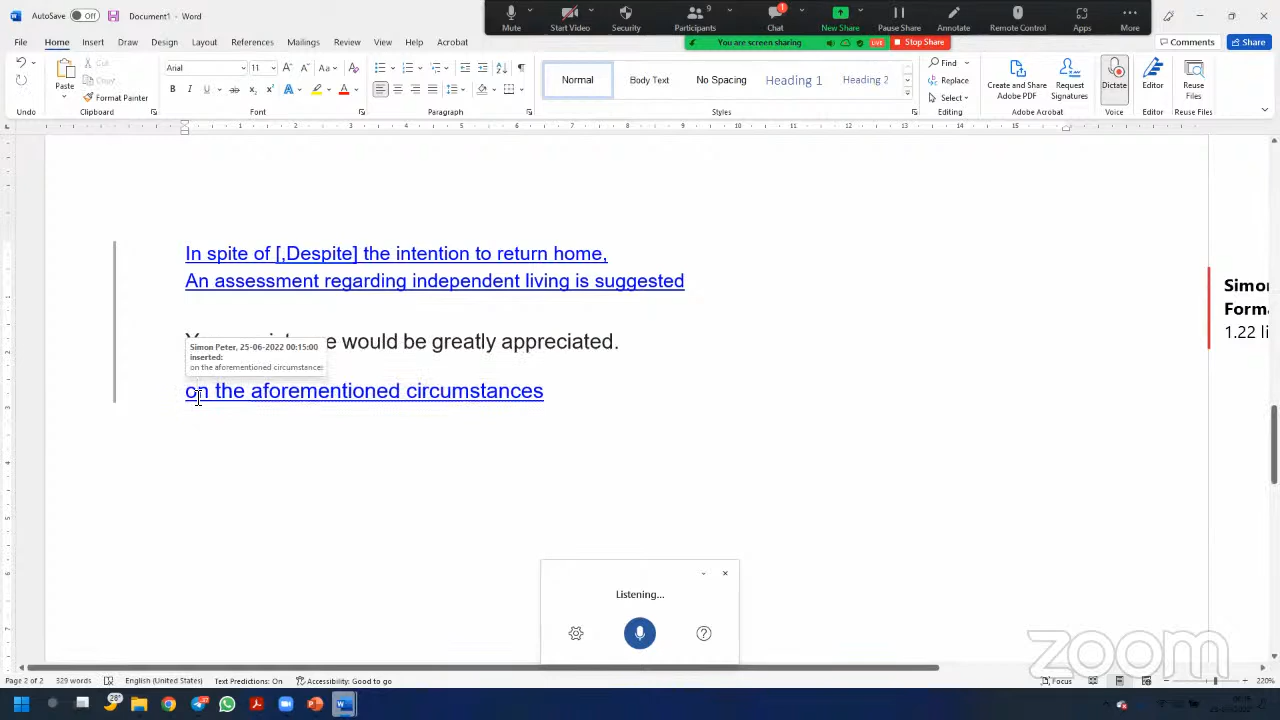 AutoSave Off Document1 - Word
Mute Start Video Security Participants 9 Chat 1 New Share Pause Share Annotate Remote Control Apps More
You are screen sharing LIVE Stop Share
Home Insert Draw Design Layout References Mailings Review View Help Acrobat Comments Share
Paste Cut Copy Format Painter
Arial 11
Normal Body Text No Spacing Heading 1 Heading 2
Find Replace Select
Create and Share Adobe PDF Request Signatures Dictate Editor Reuse Files
Undo Clipboard Font Paragraph Styles Editing Adobe Acrobat Voice Editor Reuse Files
In spite of [,Despite] the intention to return home,
An assessment regarding independent living is suggested
Simon
1.22 li
would be greatly appreciated.
Simon Peter, 25-06-2022 00:15:00
inserted:
on the aforementioned circumstances
on the aforementioned circumstances
Listening...
zoom
Page 2 of 2 329 words English (United States) Text Predictions: On Accessibility: Good to go Focus 220%
28°